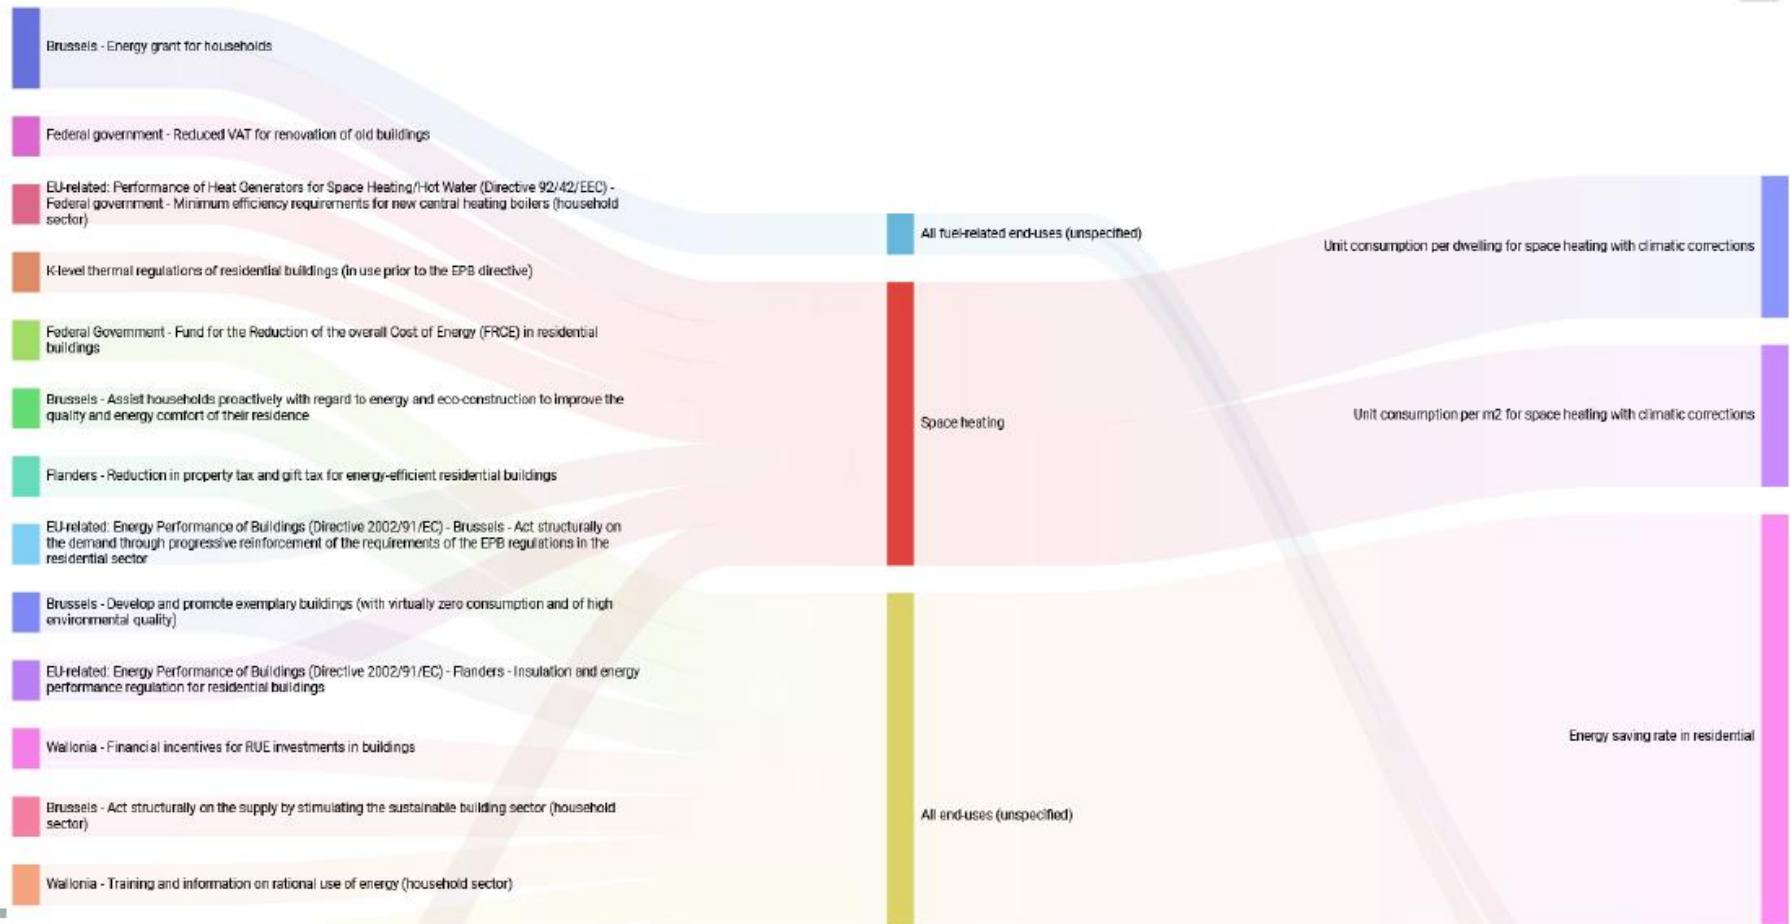 Brussels - Energy grant for households
Federal government - Reduced VAT for renovation of old buildings
EU-related: Performance of Heat Generators for Space Heating/Hot Water (Directive 92/42/EEC) -
Federal government - Minimum efficiency requirements for new central heating boilers (household
sector)
K-level thermal regulations of residential buildings (in use prior to the EPB directive)
Federal Government - Fund for the Reduction of the overall Cost of Energy (FRCE) in residential
buildings
Brussels - Assist households proactively with regard to energy and eco-construction to improve the
quality and energy comfort of their residence
Flanders - Reduction in property tax and gift tax for energy-efficient residential buildings
EU-related: Energy Performance of Buildings (Directive 2002/91/EC) - Brussels - Act structurally on
the demand through progressive reinforcement of the requirements of the EPB regulations in the
residential sector
Brussels - Develop and promote exemplary buildings (with virtually zero consumption and of high
environmental quality)
EU-related: Energy Performance of Buildings (Directive 2002/91/EC) - Flanders - Insulation and energy
performance regulation for residential buildings
Wallonia - Financial incentives for RUE investments in buildings
Brussels - Act structurally on the supply by stimulating the sustainable building sector (household
sector)
Wallonia - Training and information on rational use of energy (household sector)
All fuel-related end-uses (unspecified)
Space heating
All end-uses (unspecified)
Unit consumption per dwelling for space heating with climatic corrections
Unit consumption per m2 for space heating with climatic corrections
Energy saving rate in residential